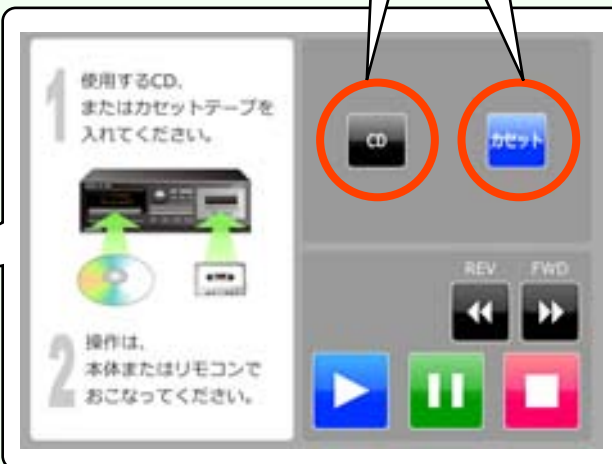 1
使用するCD、
またはカセットテープを
入れてください。
2
操作は、
本体またはリモコンで
おこなってください。
CD
カセット
REV FWD